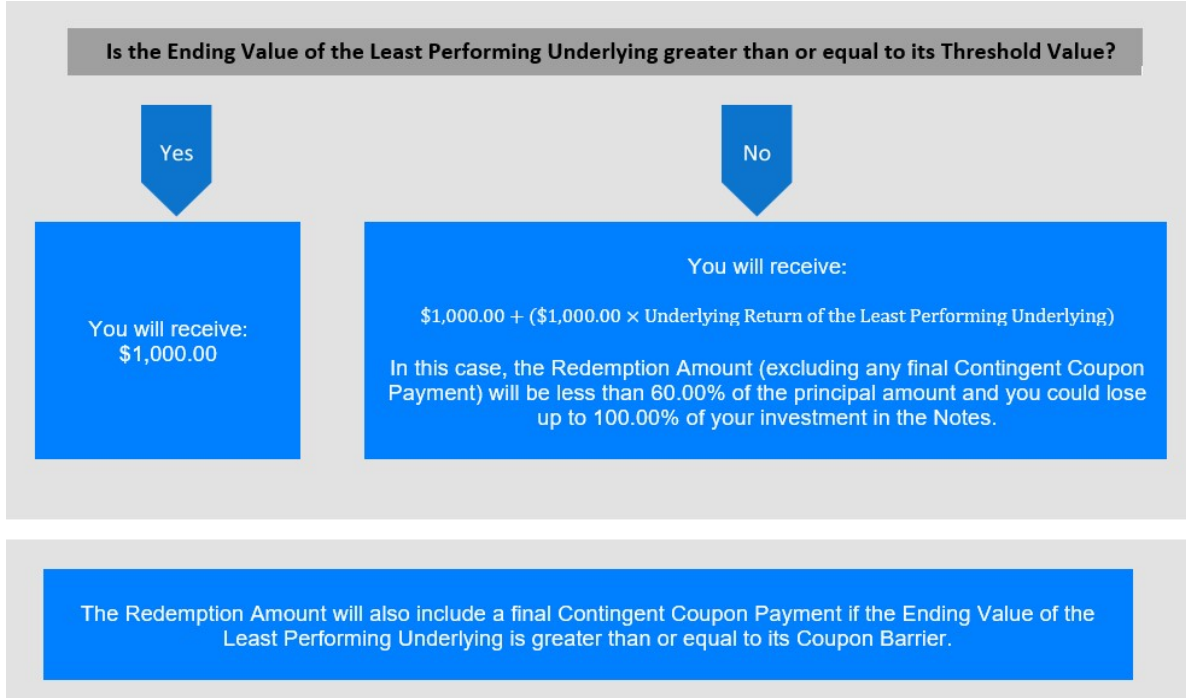 Is the Ending Value of the Least Performing Underlying greater than or equal to its Threshold Value?
Yes
No
You will receive:
$1,000.00
You will receive:
$1,000.00 + ($1,000.00 × Underlying Return of the Least Performing Underlying)
In this case, the Redemption Amount (excluding any final Contingent Coupon
Payment) will be less than 60.00% of the principal amount and you could lose
up to 100.00% of your investment in the Notes.
The Redemption Amount will also include a final Contingent Coupon Payment if the Ending Value of the
Least Performing Underlying is greater than or equal to its Coupon Barrier.